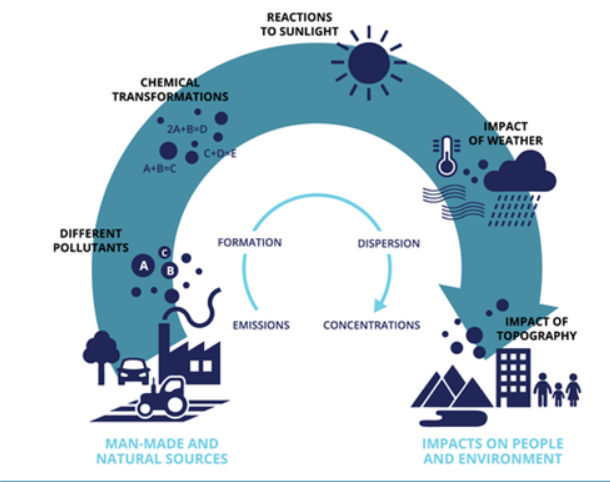 REACTIONS
TO SUNLIGHT
CHEMICAL
TRANSFORMATIONS
2A+B=D
C+D=E
A+B=C
IMPACT
OF WEATHER
DIFFERENT
POLLUTANTS
A
B
C
FORMATION
DISPERSION
EMISSIONS
CONCENTRATIONS
IMPACT OF
TOPOGRAPHY
MAN-MADE AND
NATURAL SOURCES
IMPACTS ON PEOPLE
AND ENVIRONMENT